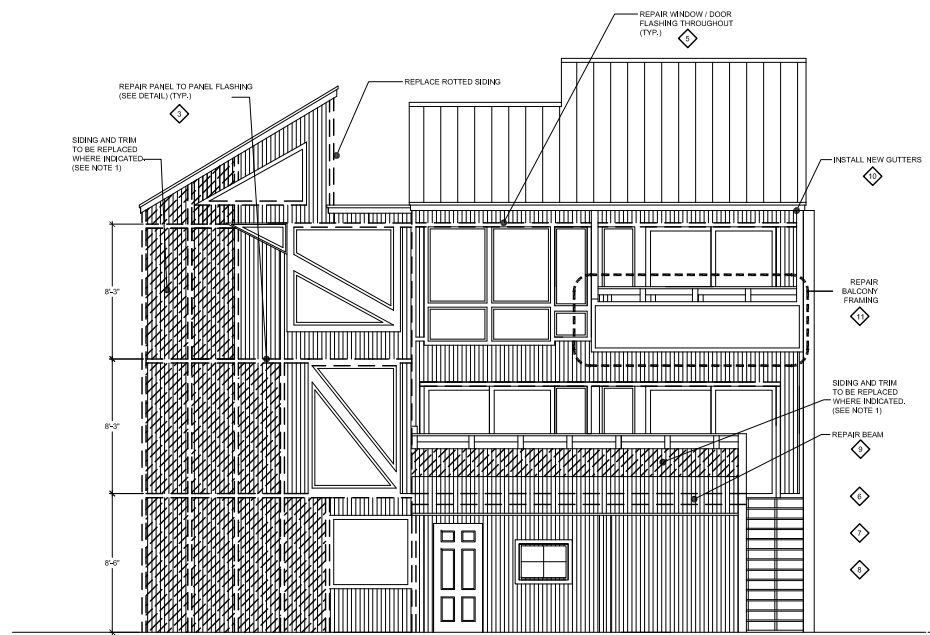 REPAIR WINDOW / DOOR
FLASHING THROUGHOUT
(TYP.)
5
REPLACE ROTTED SIDING
REPAIR PANEL TO PANEL FLASHING
(SEE DETAIL) (TYP.)
3
SIDING AND TRIM
TO BE REPLACED
WHERE INDICATED.
(SEE NOTE 1)
INSTALL NEW GUTTERS
10
8'-3"
REPAIR
BALCONY
FRAMING
11
8'-3"
SIDING AND TRIM
TO BE REPLACED
WHERE INDICATED.
(SEE NOTE 1)
REPAIR BEAM
9
6
7
8
8'-6"